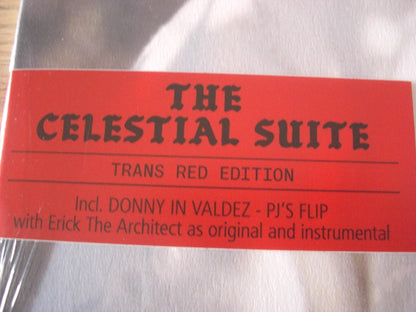 THE
CELESTIAL SUITE
TRANS RED EDITION
Incl. DONNY IN VALDEZ - PJ'S FLIP
with Erick The Architect as original and instrumental